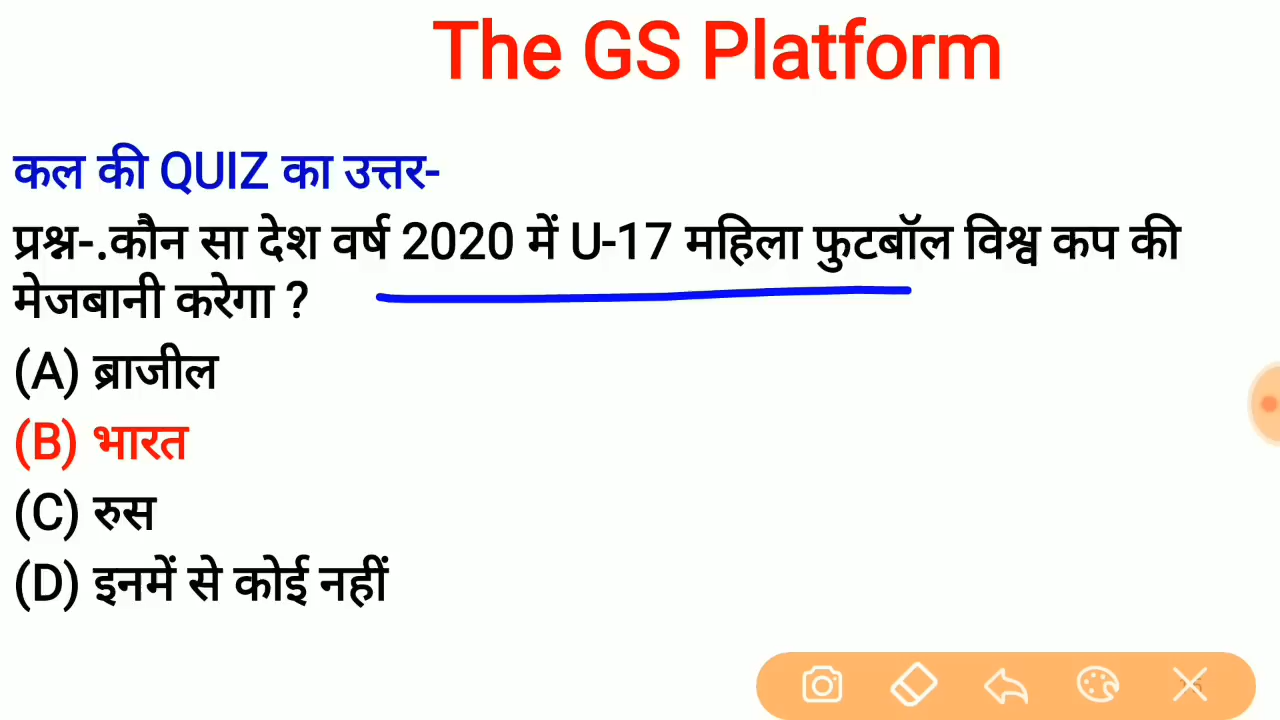 The GS Platform
कल की QUIZ का उत्तर-
प्रश्न-.कौन सा देश वर्ष 2020 में U-17 महिला फुटबॉल विश्व कप की
मेजबानी करेगा ?
(A) ब्राजील
(B) भारत
(C) रुस
(D) इनमें से कोई नहीं